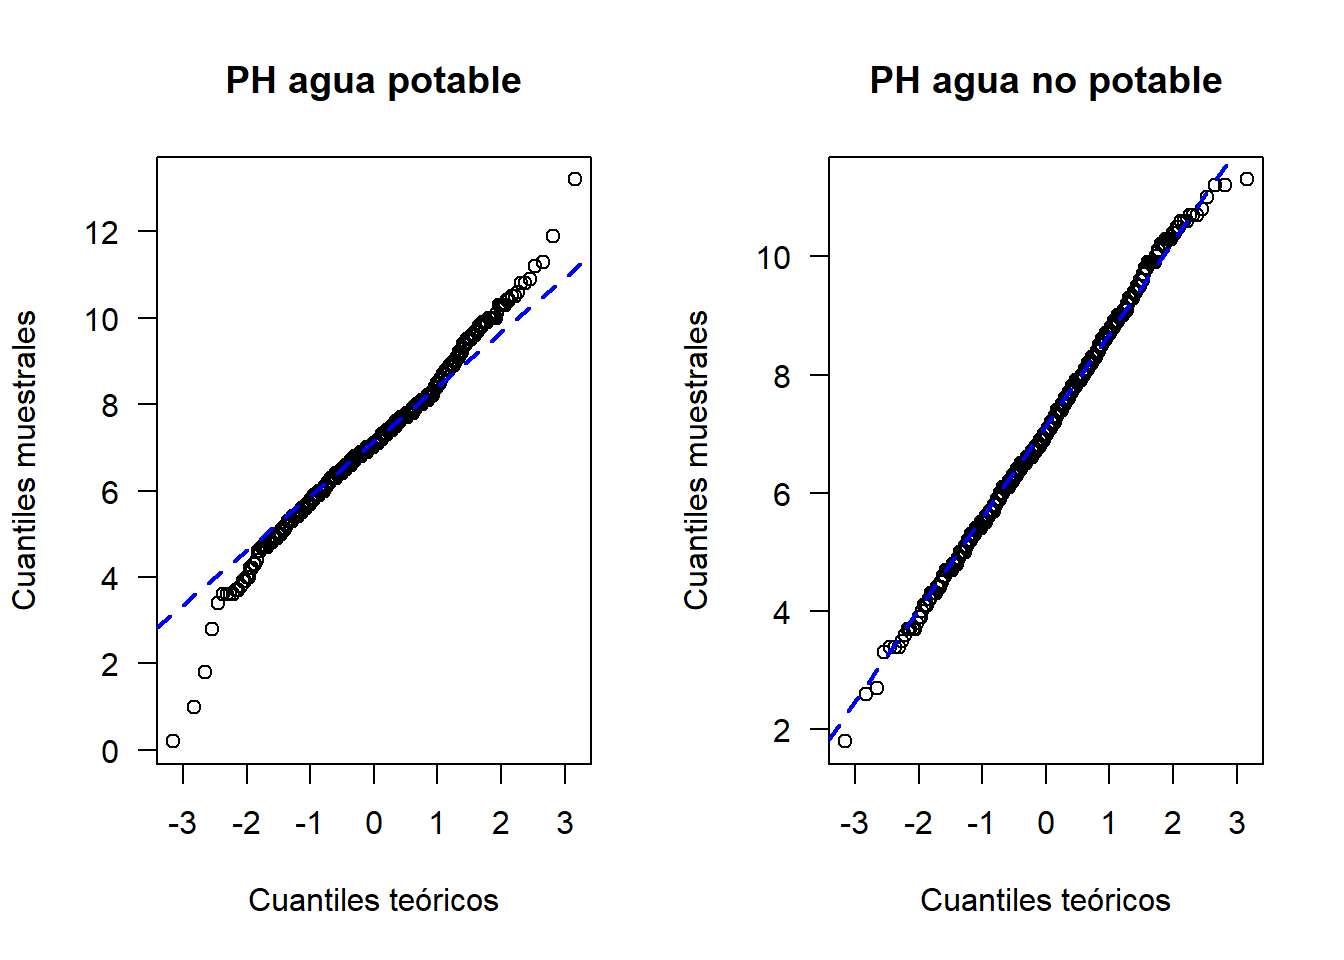 PH agua potable
Cuantiles muestrales
12
10
8
6
4
2
0
-3 -2 -1 0 1 2 3
Cuantiles teóricos
PH agua no potable
Cuantiles muestrales
10
8
6
4
2
-3 -2 -1 0 1 2 3
Cuantiles teóricos